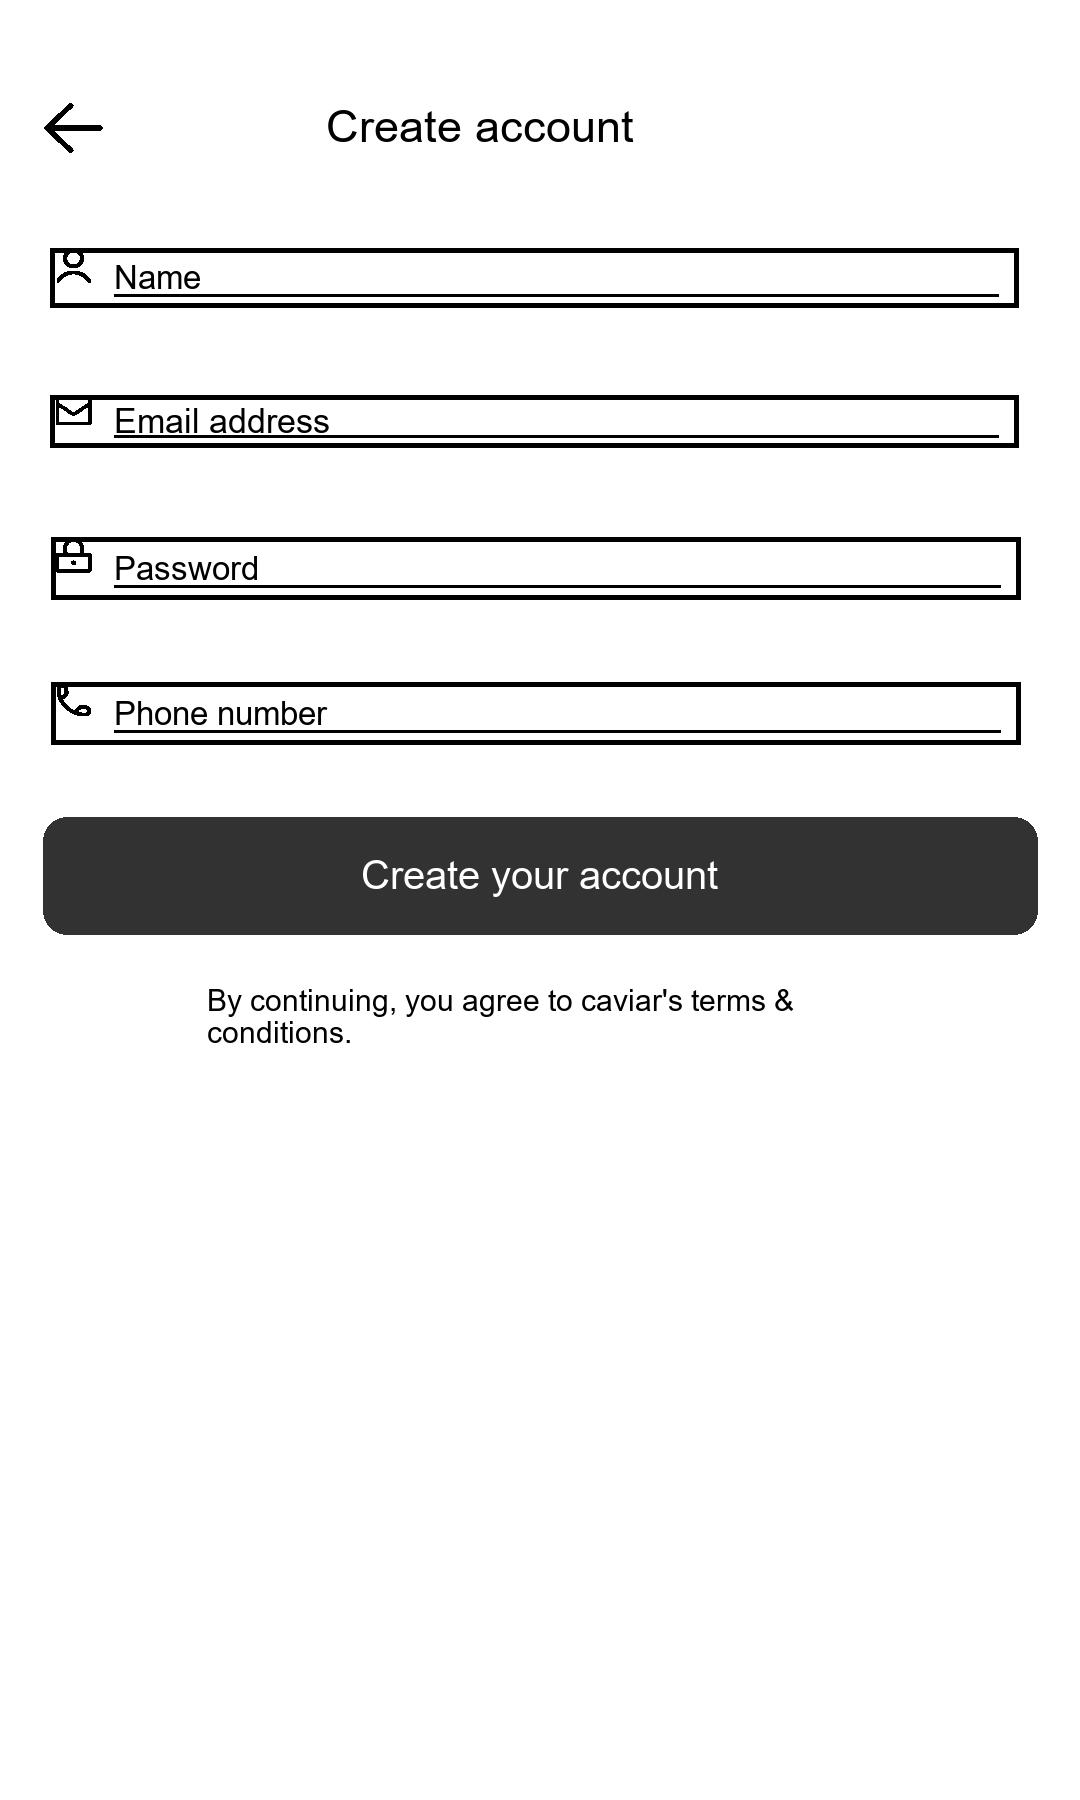 Create account
Name
Email address
Password
Phone number
Create your account
By continuing, you agree to caviar's terms &
conditions.